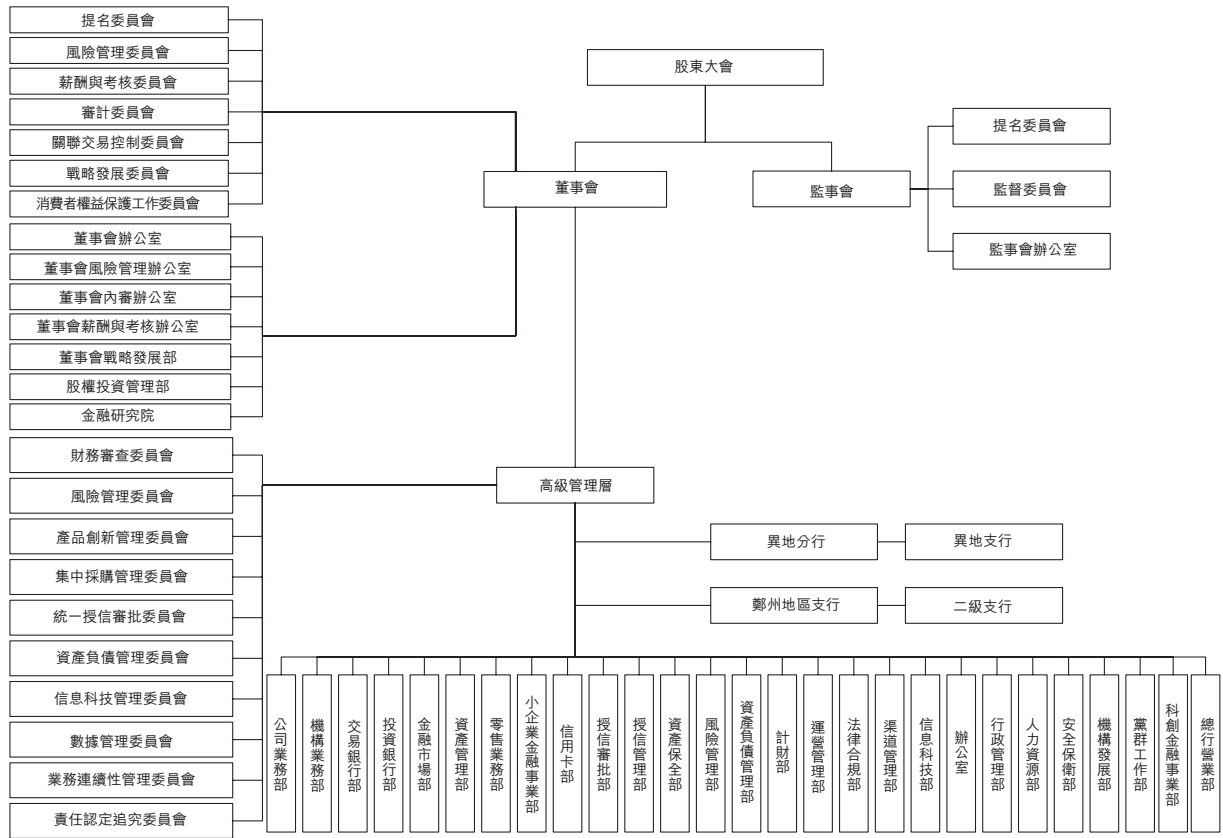 提名委員會
風險管理委員會
薪酬與考核委員會
審計委員會
關聯交易控制委員會
戰略發展委員會
消費者權益保護工作委員會
董事會辦公室
董事會風險管理辦公室
董事會內審辦公室
董事會薪酬與考核辦公室
董事會戰略發展部
股權投資管理部
金融研究院
財務審查委員會
風險管理委員會
產品創新管理委員會
集中採購管理委員會
統一授信審批委員會
資產負債管理委員會
信息科技管理委員會
數據管理委員會
業務連續性管理委員會
責任認定追究委員會
股東大會
董事會
監事會
提名委員會
監督委員會
監事會辦公室
高級管理層
異地分行
異地支行
鄭州地區支行
二級支行
公司業務部
機構業務部
交易銀行部
投資銀行部
金融市場部
資產管理部
零售業務部
小企業金融事業部
信用卡部
授信審批部
授信管理部
資產保全部
風險管理部
資產負債管理部
計財部
運營管理部
法律合規部
渠道管理部
信息科技部
辦公室
行政管理部
人力資源部
安全保衛部
機構發展部
黨群工作部
科創金融事業部
總行營業部